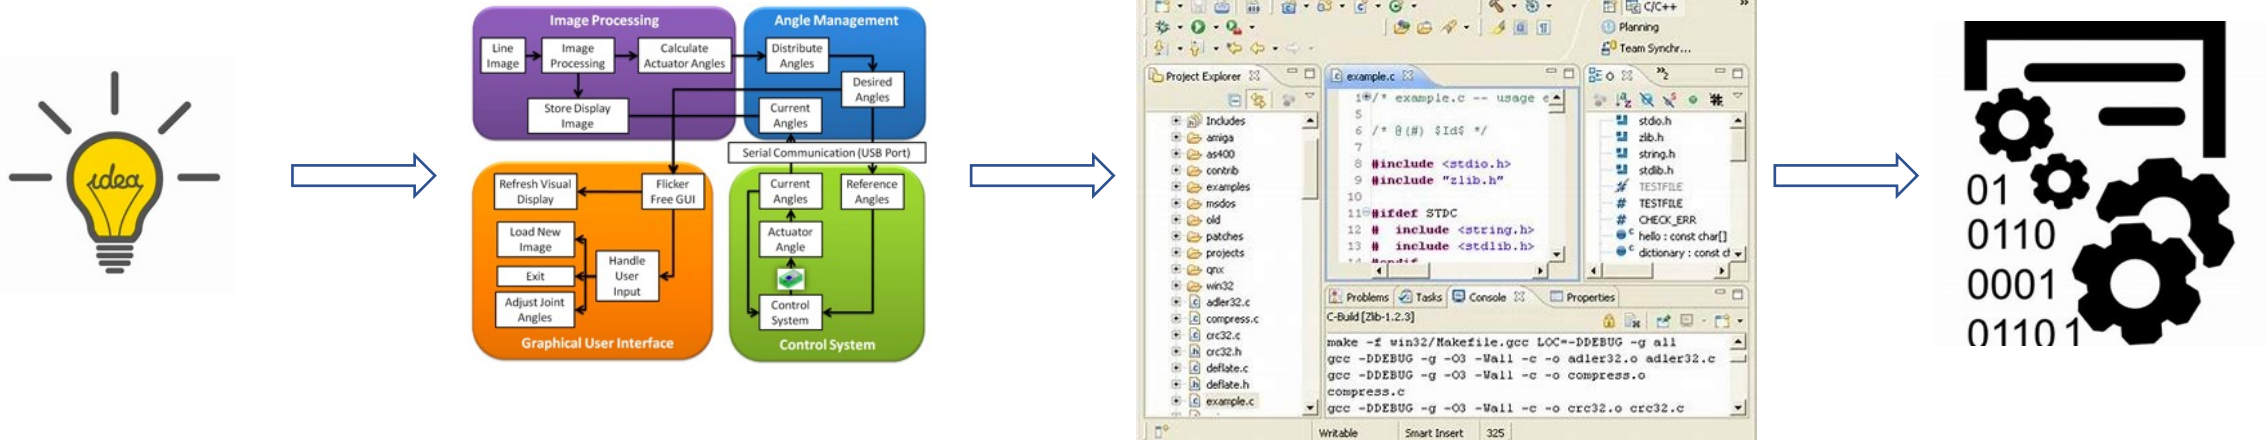 idea
Image Processing
Line
Image
Image
Processing
Calculate
Actuator Angles
Store Display
Image
Angle Management
Distribute
Angles
Desired
Angles
Current
Angles
Serial Communication (USB Port)
Refresh Visual
Display
Flicker
Free GUI
Load New
Image
Exit
Adjust Joint
Angles
Handle
User
Input
Graphical User Interface
Current
Angles
Reference
Angles
Actuator
Angle
Control
System
Control System
C/C++
Planning
Team Synchr...
Project Explorer
Includes
amiga
as400
contrib
examples
msdos
old
patches
projects
qnx
win32
adler32.c
compress.c
crc32.c
crc32.h
deflate.c
deflate.h
example.c
example.c
1 /* example.c -- usage e
5
6 /* @(#) $Id$ */
7
8 #include <stdio.h>
9 #include "zlib.h"
10
11 #ifdef STDC
12 #  include <string.h>
13 #  include <stdlib.h>
14 #endif
O
2
stdio.h
zlib.h
string.h
stdlib.h
TESTFILE
TESTFILE
CHECK_ERR
hello : const char[]
dictionary : const ch
Problems Tasks Console Properties
C-Build [Zlib-1.2.3]
make -f win32/Makefile.gcc LOC=-DDEBUG -g all
gcc -DDEBUG -g -O3 -Wall -c -o adler32.o adler32.c
gcc -DDEBUG -g -O3 -Wall -c -o compress.o
compress.c
gcc -DDEBUG -g -O3 -Wall -c -o crc32.o crc32.c
Writable Smart Insert 325
01
0110
0001
0110 1